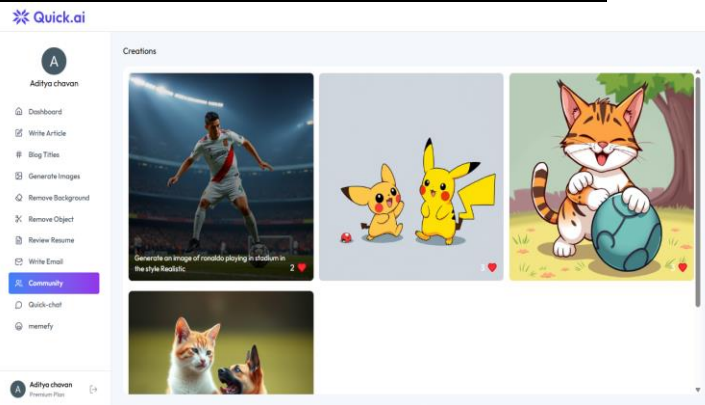 Quick.ai
A
Aditya chavan
Dashboard
Write Article
# Blog Titles
Generate Images
Remove Background
Remove Object
Review Resume
Write Email
Community
Quick-chat
memefy
A
Aditya chavan
Premium Plan
Creations
Generate an image of ronaldo playing in stadium in
the style Realistic
2
3